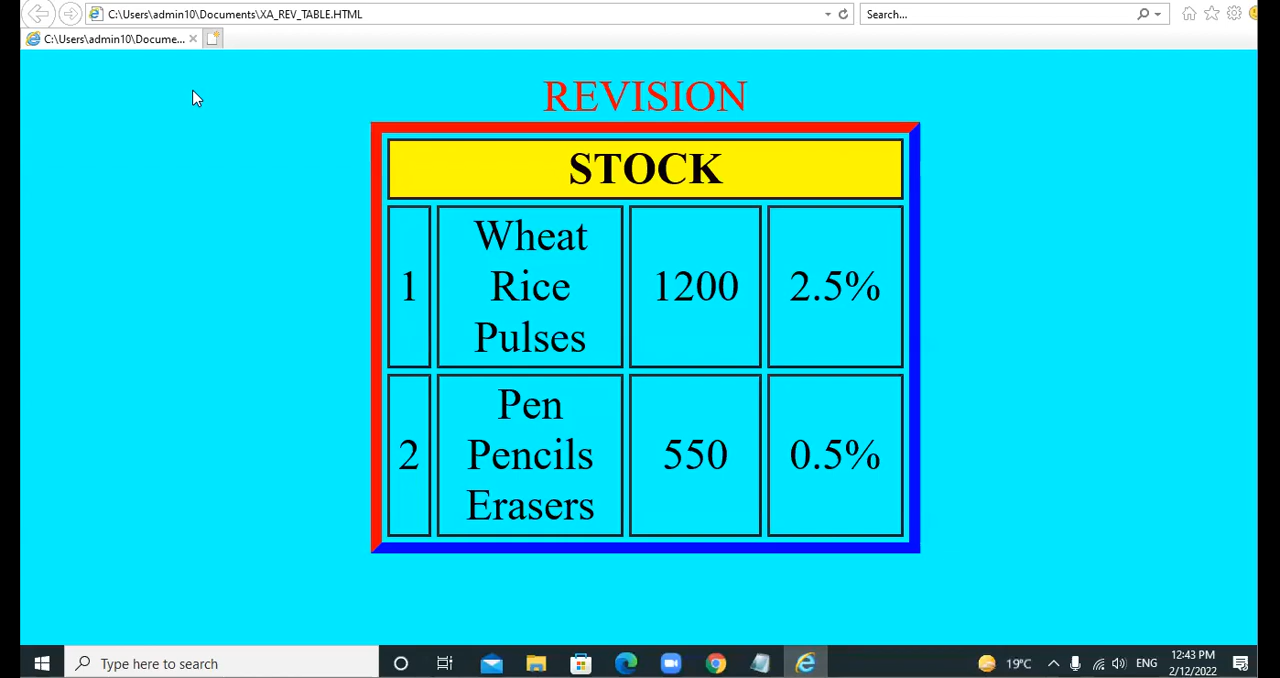 C:\Users\admin10\Documents\XA_REV_TABLE.HTML
Search...
C:\Users\admin10\Docume...
REVISION
STOCK
1
Wheat
Rice
Pulses
1200
2.5%
2
Pen
Pencils
Erasers
550
0.5%
Type here to search
19°C
ENG
12:43 PM
2/12/2022